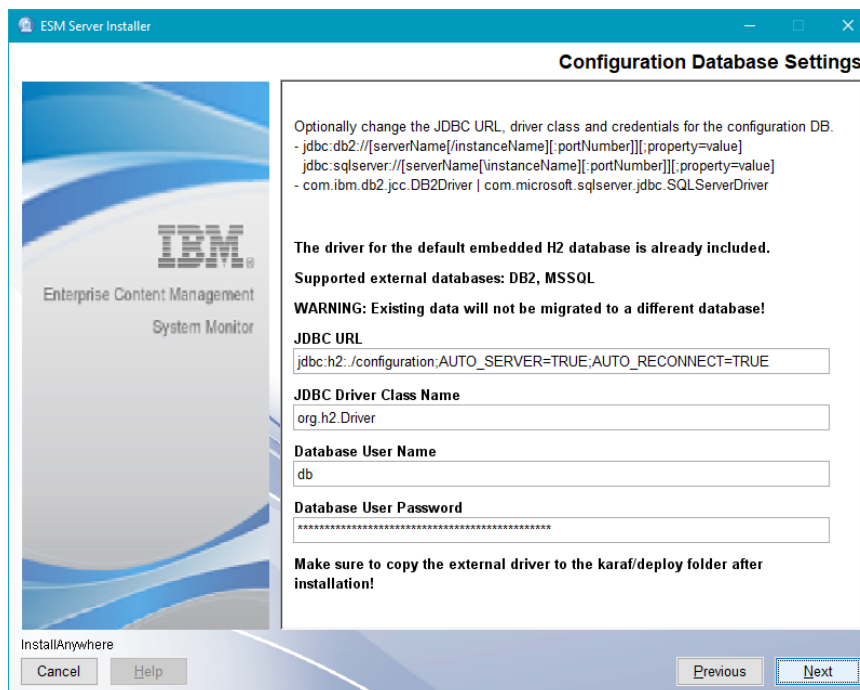 ESM Server Installer
Configuration Database Settings
Optionally change the JDBC URL, driver class and credentials for the configuration DB.
- jdbc:db2://[serverName[/instanceName][:portNumber]][;property=value]
jdbc:sqlserver://[serverName[\instanceName][:portNumber]][;property=value]
- com.ibm.db2.jcc.DB2Driver | com.microsoft.sqlserver.jdbc.SQLServerDriver
IBM®
Enterprise Content Management
System Monitor
The driver for the default embedded H2 database is already included.
Supported external databases: DB2, MSSQL
WARNING: Existing data will not be migrated to a different database!
JDBC URL
jdbc:h2:./configuration;AUTO_SERVER=TRUE;AUTO_RECONNECT=TRUE
JDBC Driver Class Name
org.h2.Driver
Database User Name
db
Database User Password
***********************************************
Make sure to copy the external driver to the karaf/deploy folder after
installation!
InstallAnywhere
Cancel Help Previous Next